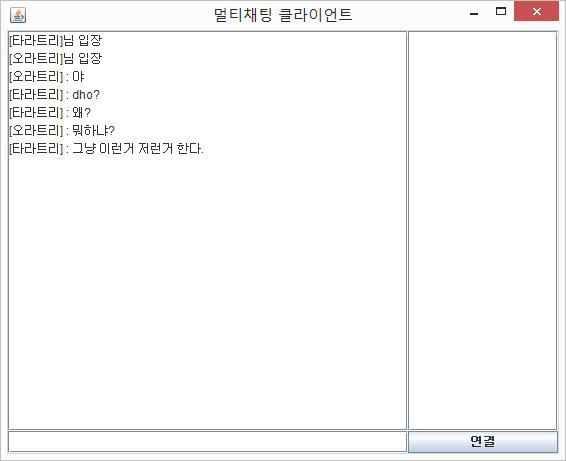 멀티채팅 클라이언트
[타라트리]님 입장
[오라트리]님 입장
[오라트리] : 야
[타라트리] : dho?
[타라트리] : 왜?
[오라트리] : 뭐하냐?
[타라트리] : 그냥 이런거 저런거 한다.
연결